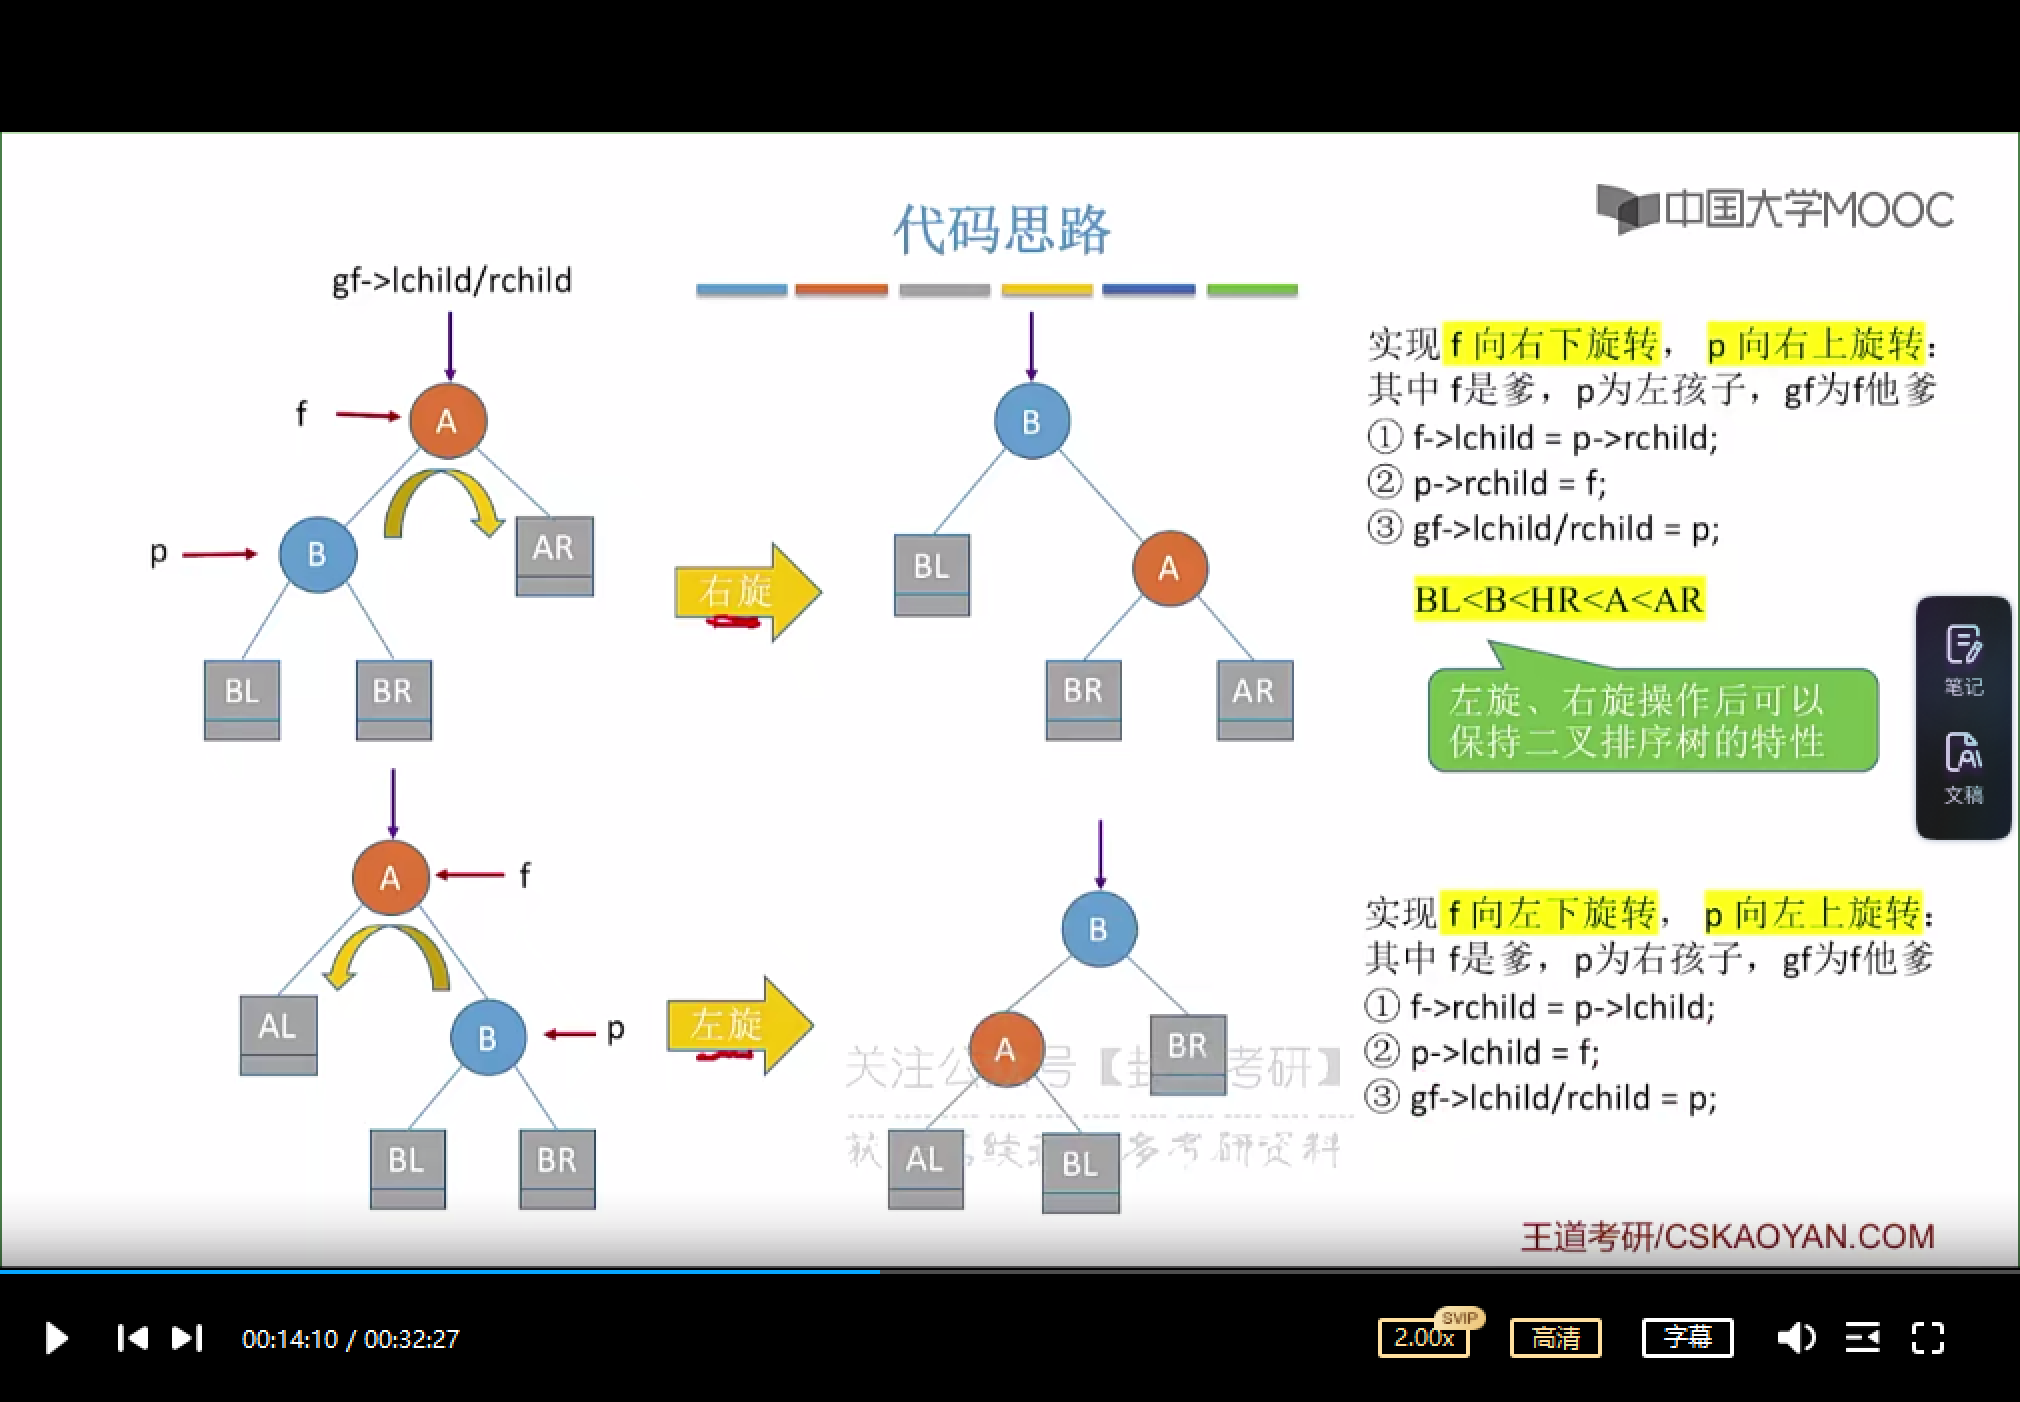 代码思路
中国大学MOOC
gf->lchild/rchild
f
A
p
B
AR
BL
BR
右旋
B
BL
A
BR
AR
实现 f 向右下旋转， p 向右上旋转：
其中 f是爹，p为左孩子，gf为f他爹
① f->lchild = p->rchild;
② p->rchild = f;
③ gf->lchild/rchild = p;
BL<B<HR<A<AR
左旋、右旋操作后可以
保持二叉排序树的特性
笔记
文稿
A
f
AL
B
p
BL
BR
左旋
B
A
BR
AL
BL
实现 f 向左下旋转， p 向左上旋转：
其中 f是爹，p为右孩子，gf为f他爹
① f->rchild = p->lchild;
② p->lchild = f;
③ gf->lchild/rchild = p;
关注公 号【 考研】
获 续 多考研资料
王道考研/CSKAOYAN.COM
00:14:10 / 00:32:27
SVIP
2.00x
高清
字幕